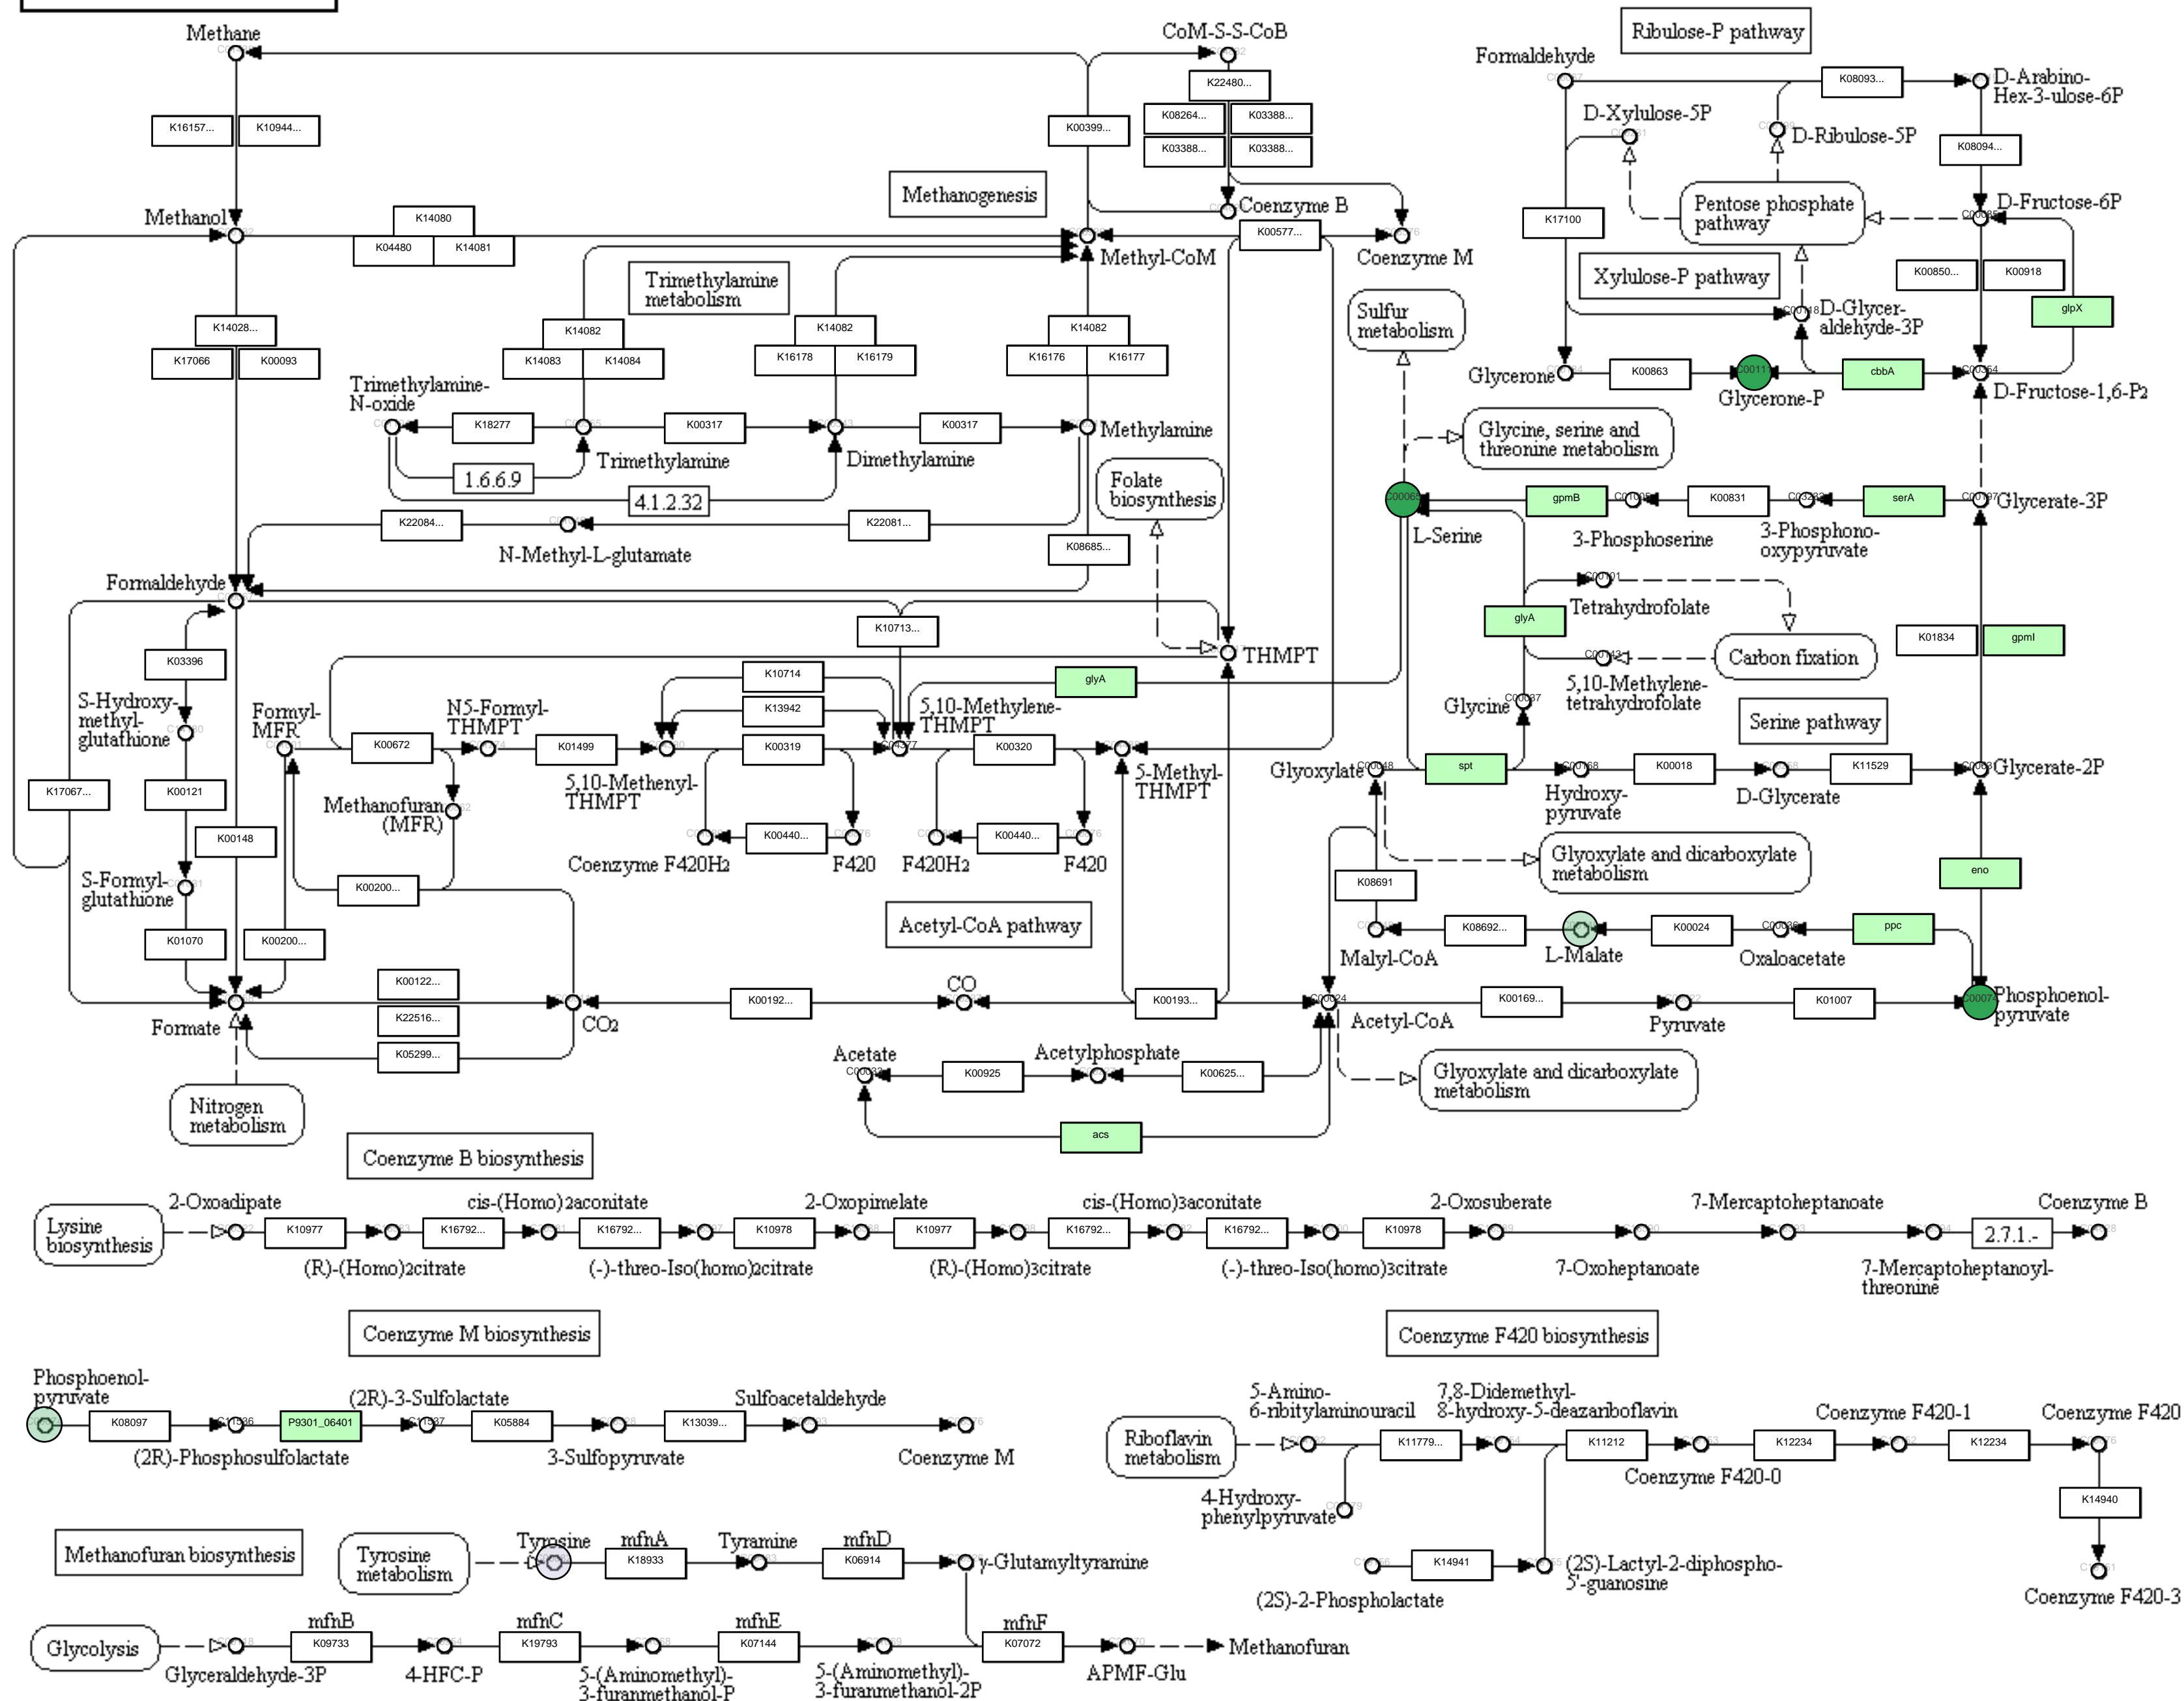 Methane
CoM-S-S-CoB
Ribulose-P pathway
Formaldehyde
K22480...
K08093...
D-Arabino-
Hex-3-ulose-6P
K16157...
K10944...
K00399...
K08264...
K03388...
K03388...
K03388...
D-Xylulose-5P
D-Ribulose-5P
K08094...
Methanogenesis
Coenzyme B
Pentose phosphate
pathway
D-Fructose-6P
Methanol
K14080
K04480
K14081
K00577...
K17100
Methyl-CoM
Coenzyme M
Trimethylamine
metabolism
Xylulose-P pathway
K00850...
K00918
glpX
Sulfur
metabolism
D-Glycer-
aldehyde-3P
K14028...
K17066
K00093
K14082
K14083
K14084
K14082
K16178
K16179
K14082
K16176
K16177
Glycerone
K00863
C00111
Glycerone-P
cbbA
C00354
D-Fructose-1,6-P2
Trimethylamine-
N-oxide
K18277
K00317
K00317
Methylamine
Trimethylamine
Dimethylamine
Glycine, serine and
threonine metabolism
1.6.6.9
4.1.2.32
Folate
biosynthesis
C00065
gpmB
C01005
K00831
C03232
serA
C00197
Glycerate-3P
L-Serine
3-Phosphoserine
3-Phosphono-
oxypyruvate
K22084...
K22081...
N-Methyl-L-glutamate
K08685...
Formaldehyde
C00101
Tetrahydrofolate
glyA
K10713...
K01834
gpmI
K03396
THMPT
C00143
Carbon fixation
5,10-Methylene-
tetrahydrofolate
K10714
glyA
S-Hydroxy-
methyl-
glutathione
Formyl-
MFR
N5-Formyl-
THMPT
K13942
5,10-Methylene-
THMPT
Glycine
C00037
Serine pathway
K00672
K01499
K00319
C04377
K00320
5,10-Methenyl-
THMPT
5-Methyl-
THMPT
Glyoxylate
C00048
spt
C00168
K00018
K11529
C00631
Glycerate-2P
Hydroxy-
pyruvate
D-Glycerate
K17067...
K00121
Methanofuran
(MFR)
K00148
K00440...
K00440...
Coenzyme F420H2
F420
F420H2
F420
Glyoxylate and dicarboxylate
metabolism
S-Formyl-
glutathione
K00200...
K08691
eno
Acetyl-CoA pathway
K01070
K00200...
K08692...
K00024
C00036
ppc
Malyl-CoA
L-Malate
Oxaloacetate
K00122...
CO
K00192...
K00193...
C00024
K00169...
K01007
C00074
Phosphoenol-
pyruvate
Formate
K22516...
CO2
Acetyl-CoA
Pyruvate
K05299...
Acetate
Acetylphosphate
C00033
K00925
K00625...
Glyoxylate and dicarboxylate
metabolism
Nitrogen
metabolism
acs
Coenzyme B biosynthesis
2-Oxoadipate
cis-(Homo)2aconitate
2-Oxopimelate
cis-(Homo)3aconitate
2-Oxosuberate
7-Mercaptoheptanoate
Coenzyme B
Lysine
biosynthesis
K10977
K16792...
K16792...
K10978
K10977
K16792...
K16792...
K10978
2.7.1.-
(R)-(Homo)2citrate
(-)-threo-Iso(homo)2citrate
(R)-(Homo)3citrate
(-)-threo-Iso(homo)3citrate
7-Oxoheptanoate
7-Mercaptoheptanoyl-
threonine
Coenzyme M biosynthesis
Coenzyme F420 biosynthesis
Phosphoenol-
pyruvate
(2R)-3-Sulfolactate
Sulfoacetaldehyde
K08097
C11536
P9301_06401
C11537
K05884
K13039...
(2R)-Phosphosulfolactate
3-Sulfopyruvate
Coenzyme M
5-Amino-
6-ribitylaminouracil
7,8-Didemethyl-
8-hydroxy-5-deazariboflavin
Coenzyme F420-1
Coenzyme F420
Riboflavin
metabolism
K11779...
K11212
K12234
K12234
Coenzyme F420-0
4-Hydroxy-
phenylpyruvate
K14940
K14941
(2S)-Lactyl-2-diphospho-
5'-guanosine
(2S)-2-Phospholactate
Coenzyme F420-3
Methanofuran biosynthesis
Tyrosine
metabolism
Tyrosine
mfnA
K18933
Tyramine
mfnD
K06914
γ-Glutamyltyramine
Glycolysis
mfnB
K09733
mfnC
K19793
mfnE
K07144
mfnF
K07072
Methanofuran
Glyceraldehyde-3P
4-HFC-P
5-(Aminomethyl)-
3-furanmethanol-P
5-(Aminomethyl)-
3-furanmethanol-2P
APMF-Glu